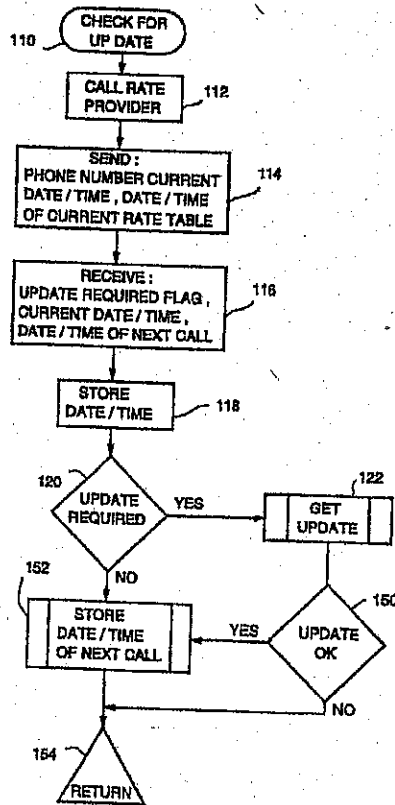 CHECK FOR
UP DATE
110
CALL RATE
PROVIDER
112
SEND :
PHONE NUMBER CURRENT
DATE / TIME , DATE / TIME
OF CURRENT RATE TABLE
114
RECEIVE :
UPDATE REQUIRED FLAG ,
CURRENT DATE / TIME ,
DATE / TIME OF NEXT CALL
116
STORE
DATE / TIME
118
120
UPDATE
REQUIRED
YES
122
GET
UPDATE
NO
152
STORE
DATE / TIME
OF NEXT CALL
YES
150
UPDATE
OK
NO
154
RETURN